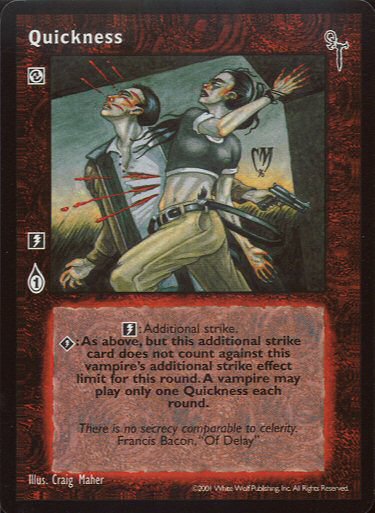 Quickness
1
: Additional strike.
:As above, but this additional strike
card does not count against this
vampire's additional strike effect
limit for this round. A vampire may
play only one Quickness each
round.
There is no secrecy comparable to celerity.
Francis Bacon, "Of Delay"
Illus. Craig Maher
©2001 White Wolf Publishing, Inc. All Rights Reserved.